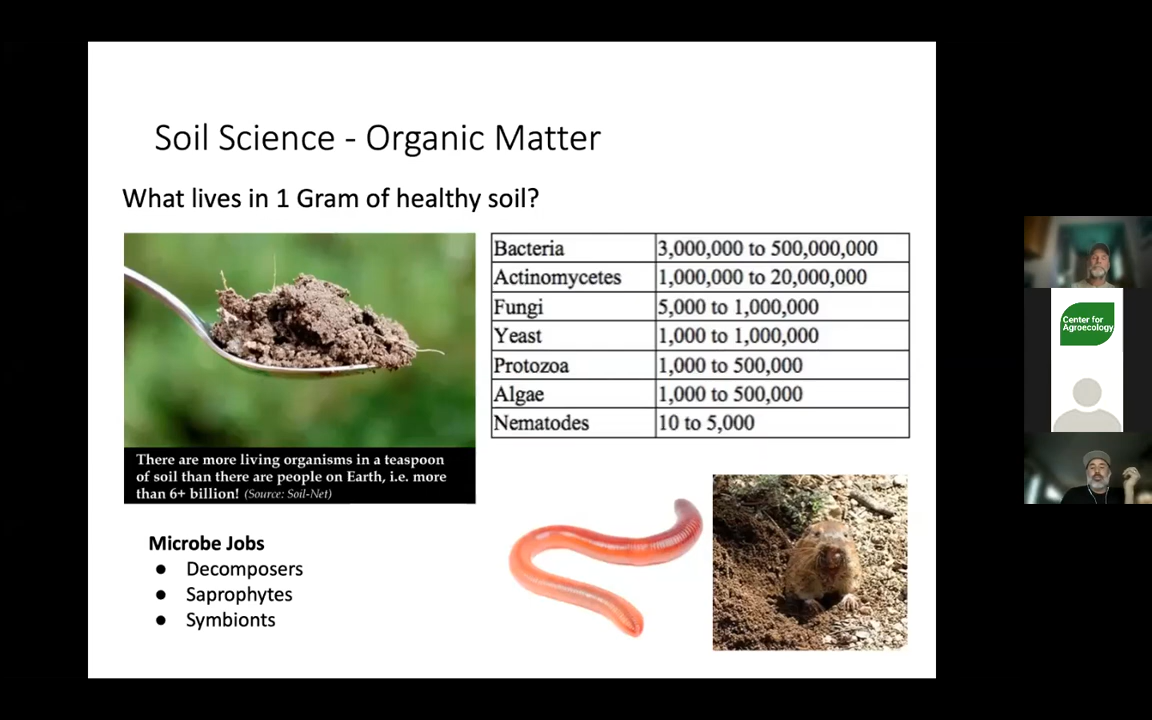 Soil Science - Organic Matter
What lives in 1 Gram of healthy soil?
Bacteria 3,000,000 to 500,000,000
Actinomycetes 1,000,000 to 20,000,000
Fungi 5,000 to 1,000,000
Yeast 1,000 to 1,000,000
Protozoa 1,000 to 500,000
Algae 1,000 to 500,000
Nematodes 10 to 5,000
There are more living organisms in a teaspoon
of soil than there are people on Earth, i.e. more
than 6+ billion! (Source: Soil-Net)
Microbe Jobs
● Decomposers
● Saprophytes
● Symbionts
Center for
Agroecology